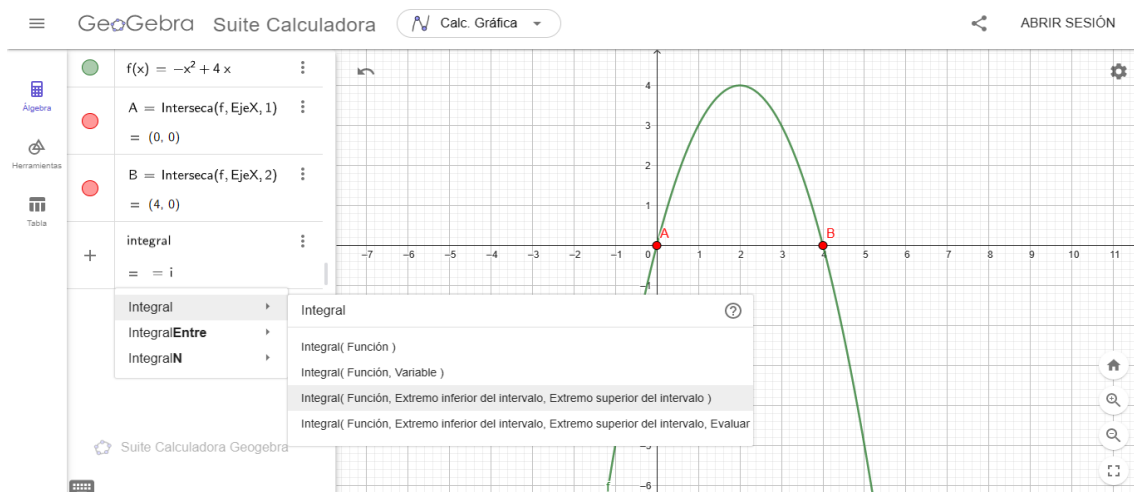 GeoGebra Suite Calculadora
Calc. Gráfica
ABRIR SESIÓN
Álgebra
Herramientas
Tabla
f(x) = −x² + 4 x
A = Interseca(f, EjeX, 1)
= (0, 0)
B = Interseca(f, EjeX, 2)
= (4, 0)
integral
= = i
Integral
IntegralEntre
IntegralN
Integral
Integral( Función )
Integral( Función, Variable )
Integral( Función, Extremo inferior del intervalo, Extremo superior del intervalo )
Integral( Función, Extremo inferior del intervalo, Extremo superior del intervalo, Evaluar
Suite Calculadora Geogebra
4
3
2
1
A
B
−7 −6 −5 −4 −3 −2 −1 0 1 2 3 4 5 6 7 8 9 10 11
−1
−5
−6
f